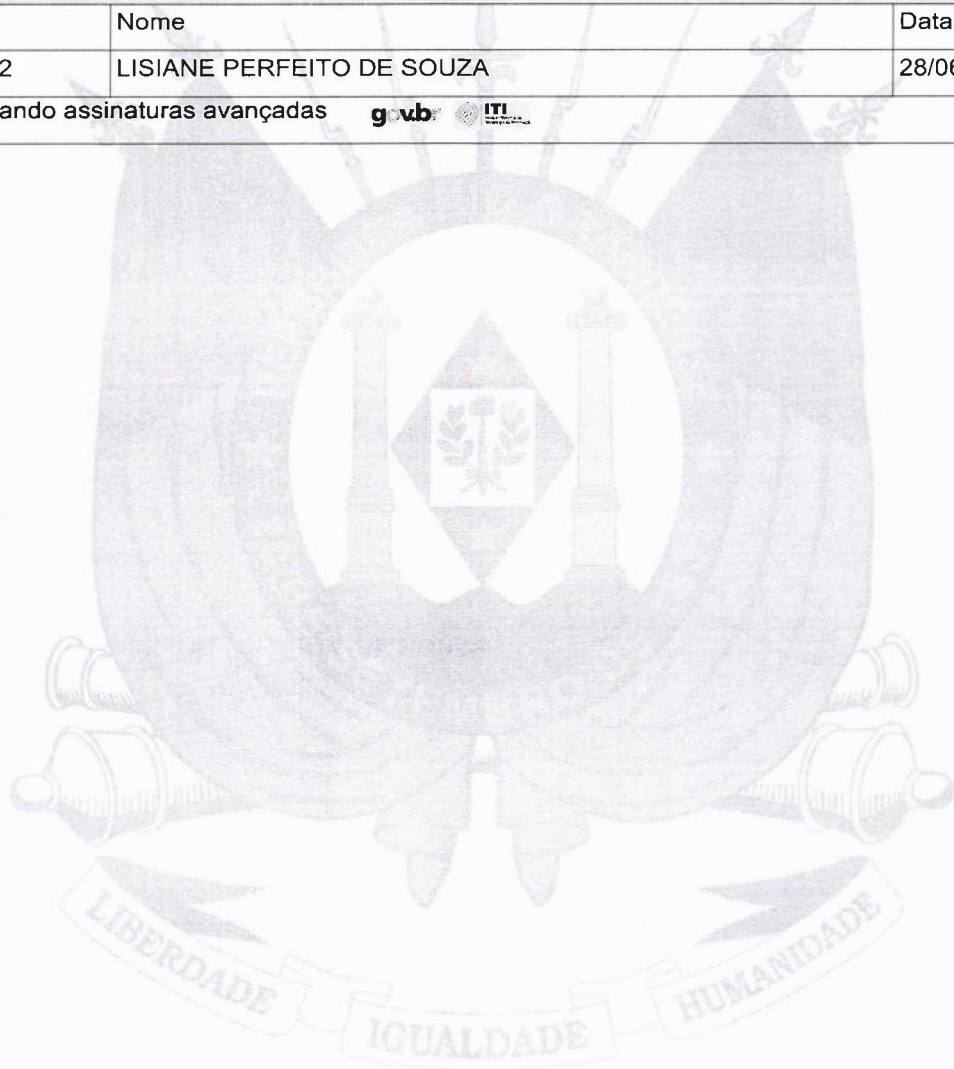 Nome Data
2 LISIANE PERFEITO DE SOUZA 28/06
ando assinaturas avançadas gov.br ITI
LIBERDADE IGUALDADE HUMANIDADE